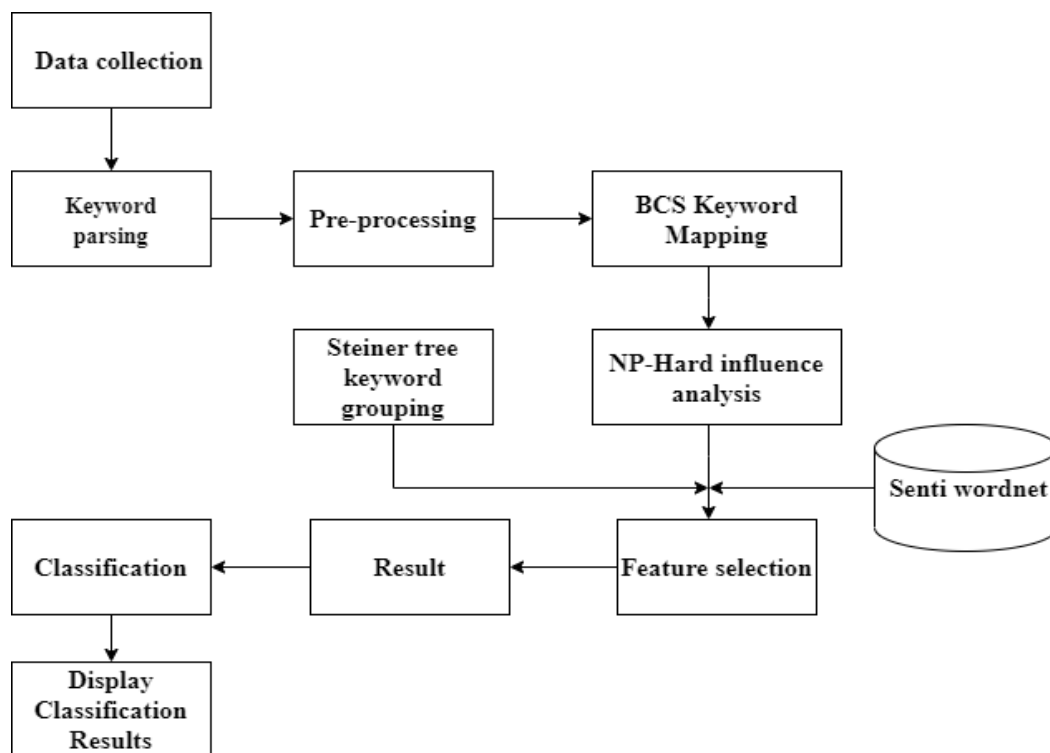 Data collection
Keyword
parsing
Pre-processing
BCS Keyword
Mapping
Steiner tree
keyword
grouping
NP-Hard influence
analysis
Senti wordnet
Classification
Result
Feature selection
Display
Classification
Results